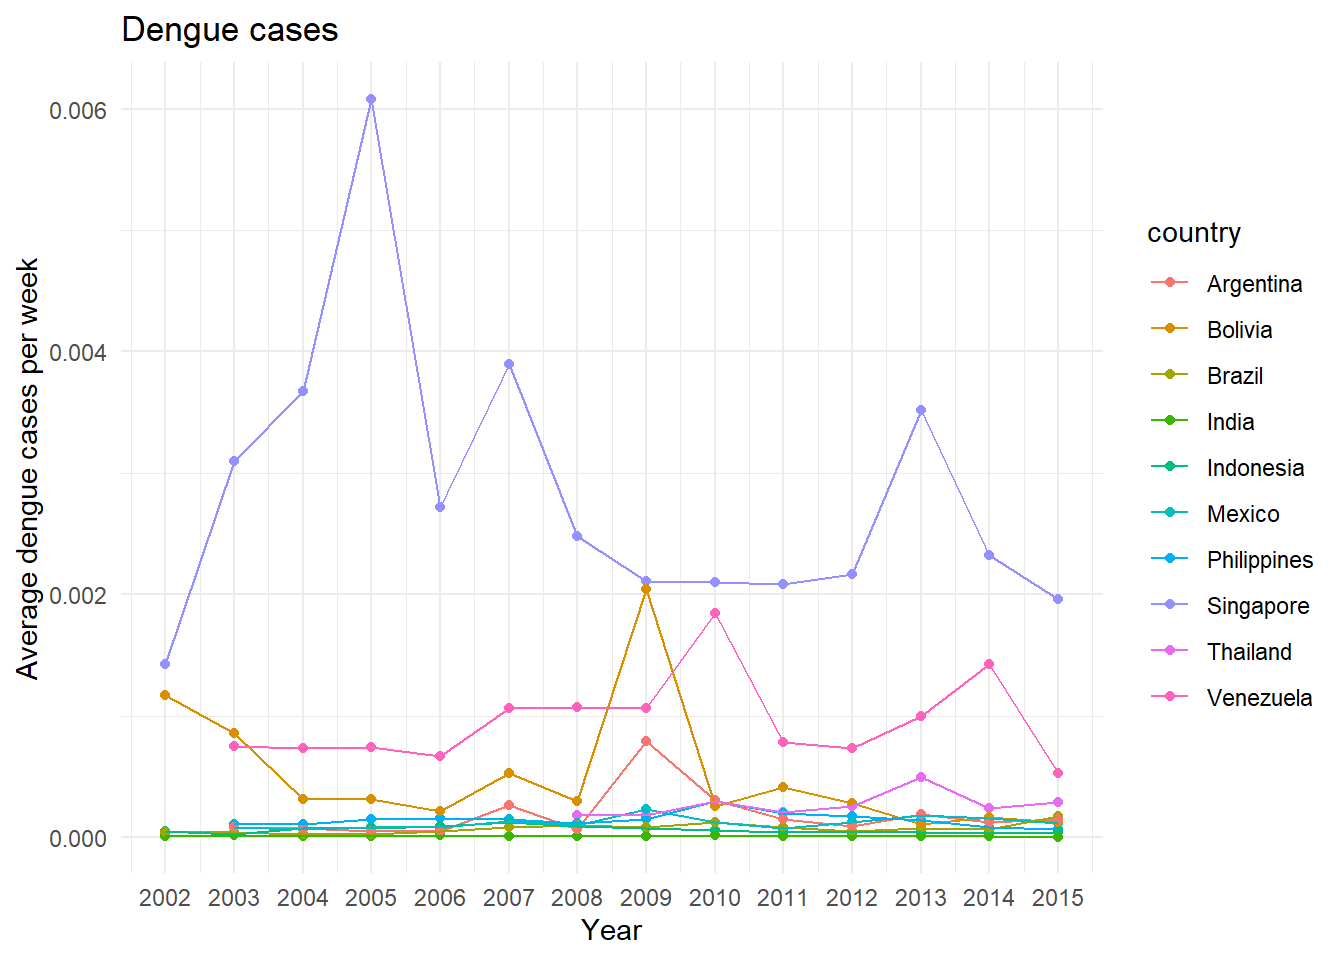 Dengue cases
0.006
0.004
0.002
0.000
Average dengue cases per week
2002 2003 2004 2005 2006 2007 2008 2009 2010 2011 2012 2013 2014 2015
Year
country
Argentina
Bolivia
Brazil
India
Indonesia
Mexico
Philippines
Singapore
Thailand
Venezuela